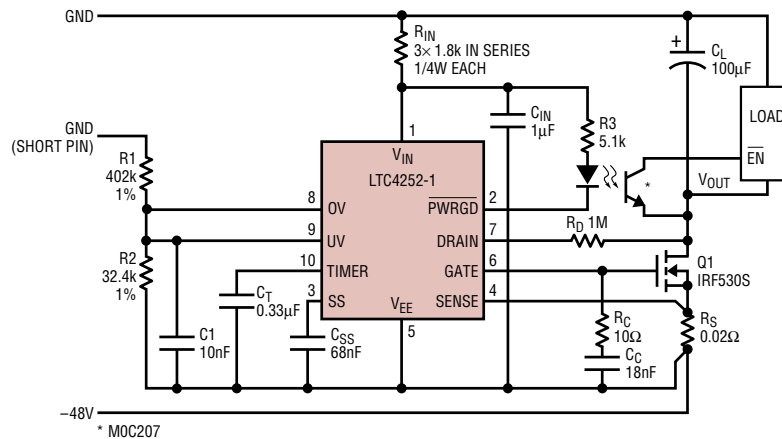 GND
R_IN
3× 1.8k IN SERIES
1/4W EACH
+
C_L
100µF
LOAD
E̅N̅
GND
(SHORT PIN)
R1
402k
1%
C_IN
1µF
R3
5.1k
1
V_IN
LTC4252-1
8
OV
P̅W̅R̅G̅D̅
2
*
V_OUT
9
UV
DRAIN
7
R_D 1M
R2
32.4k
1%
10
TIMER
GATE
6
Q1
IRF530S
C_T
0.33µF
3
SS
V_EE
SENSE
4
5
C1
10nF
C_SS
68nF
R_C
10Ω
C_C
18nF
R_S
0.02Ω
–48V
* M0C207